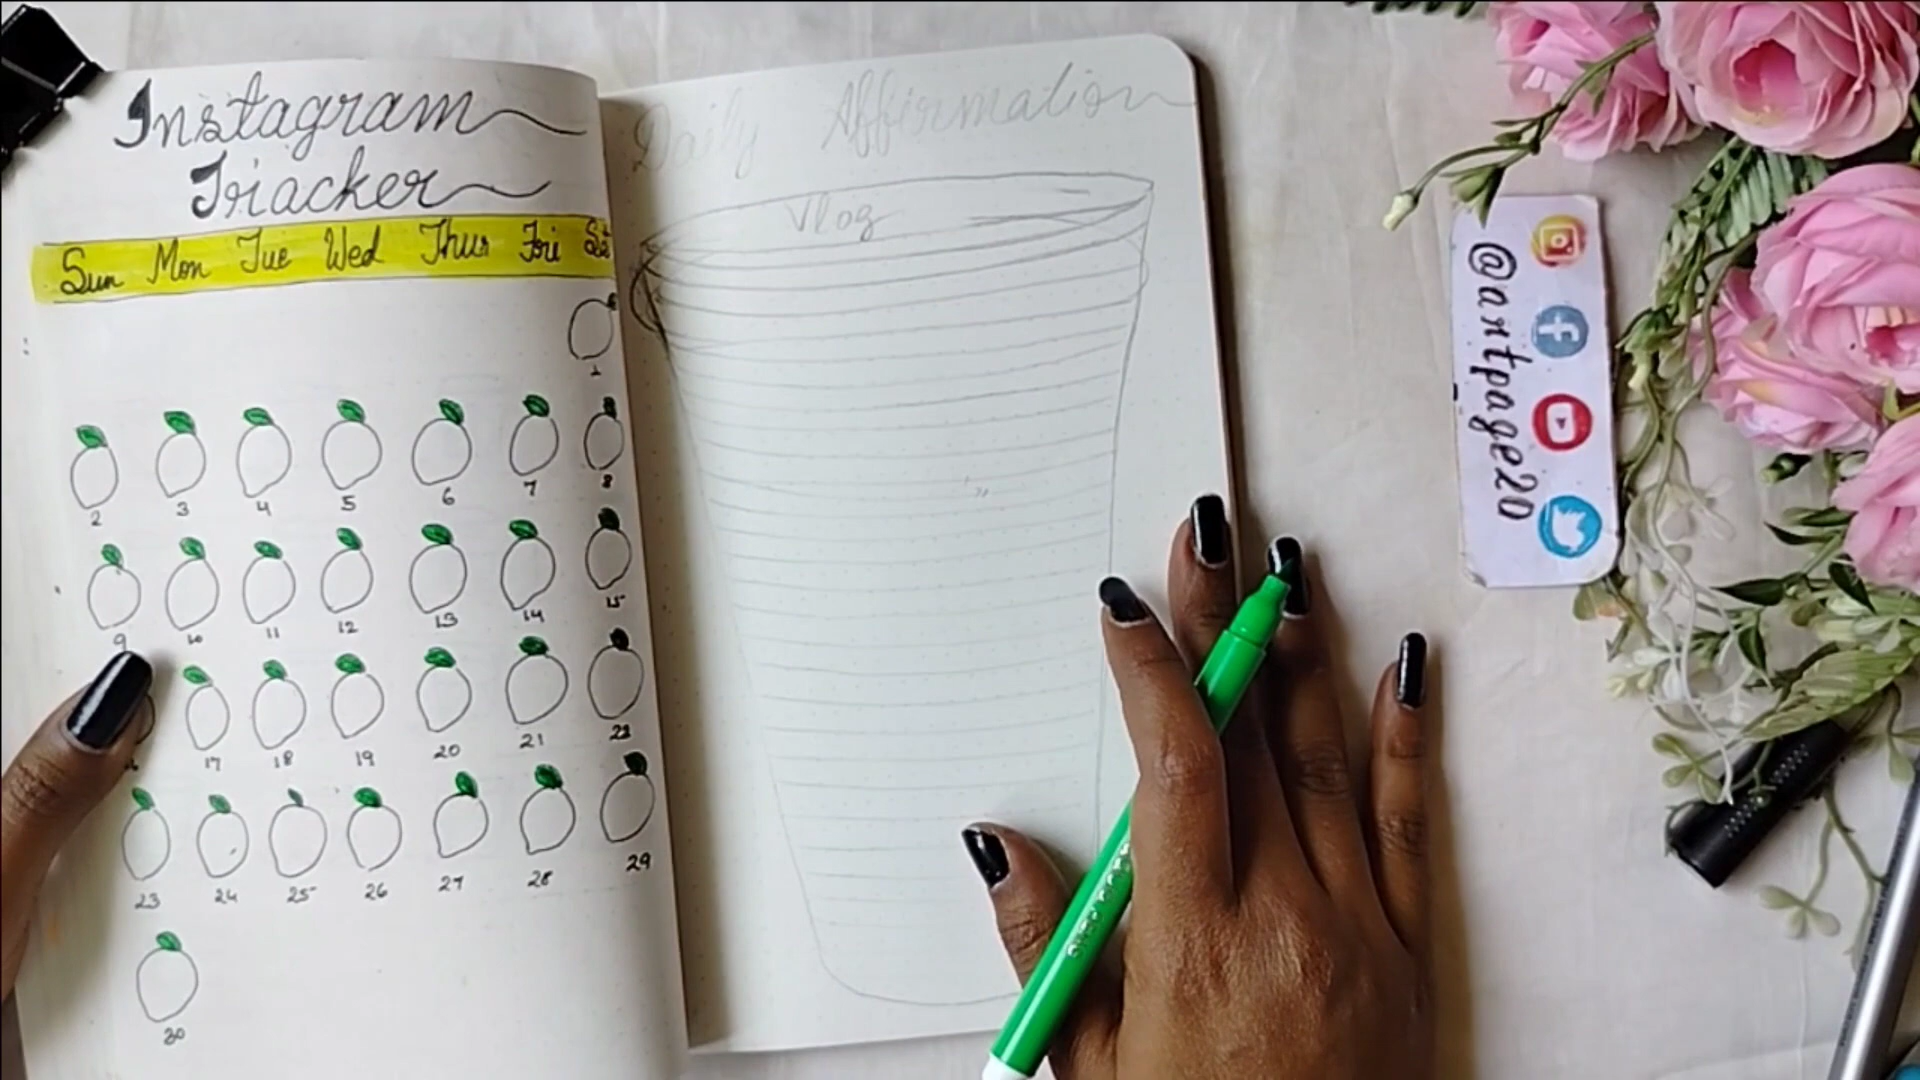 Instagram
Tracker
Sun Mon Tue Wed Thur Fri Sat
1
2 3 4 5 6 7 8
9 10 11 12 13 14 15
17 18 19 20 21 22
23 24 25 26 27 28 29
30
Daily Affirmation
Vlog
@artpage20